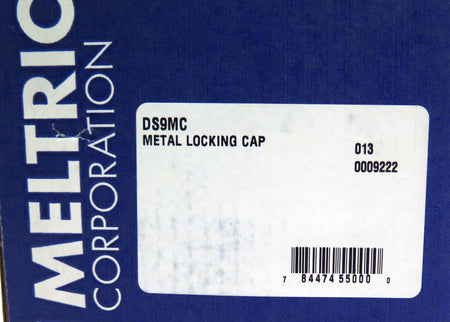 MELTRIC
CORPORATION
DS9MC
METAL LOCKING CAP
013
0009222
7 84474 55000 0